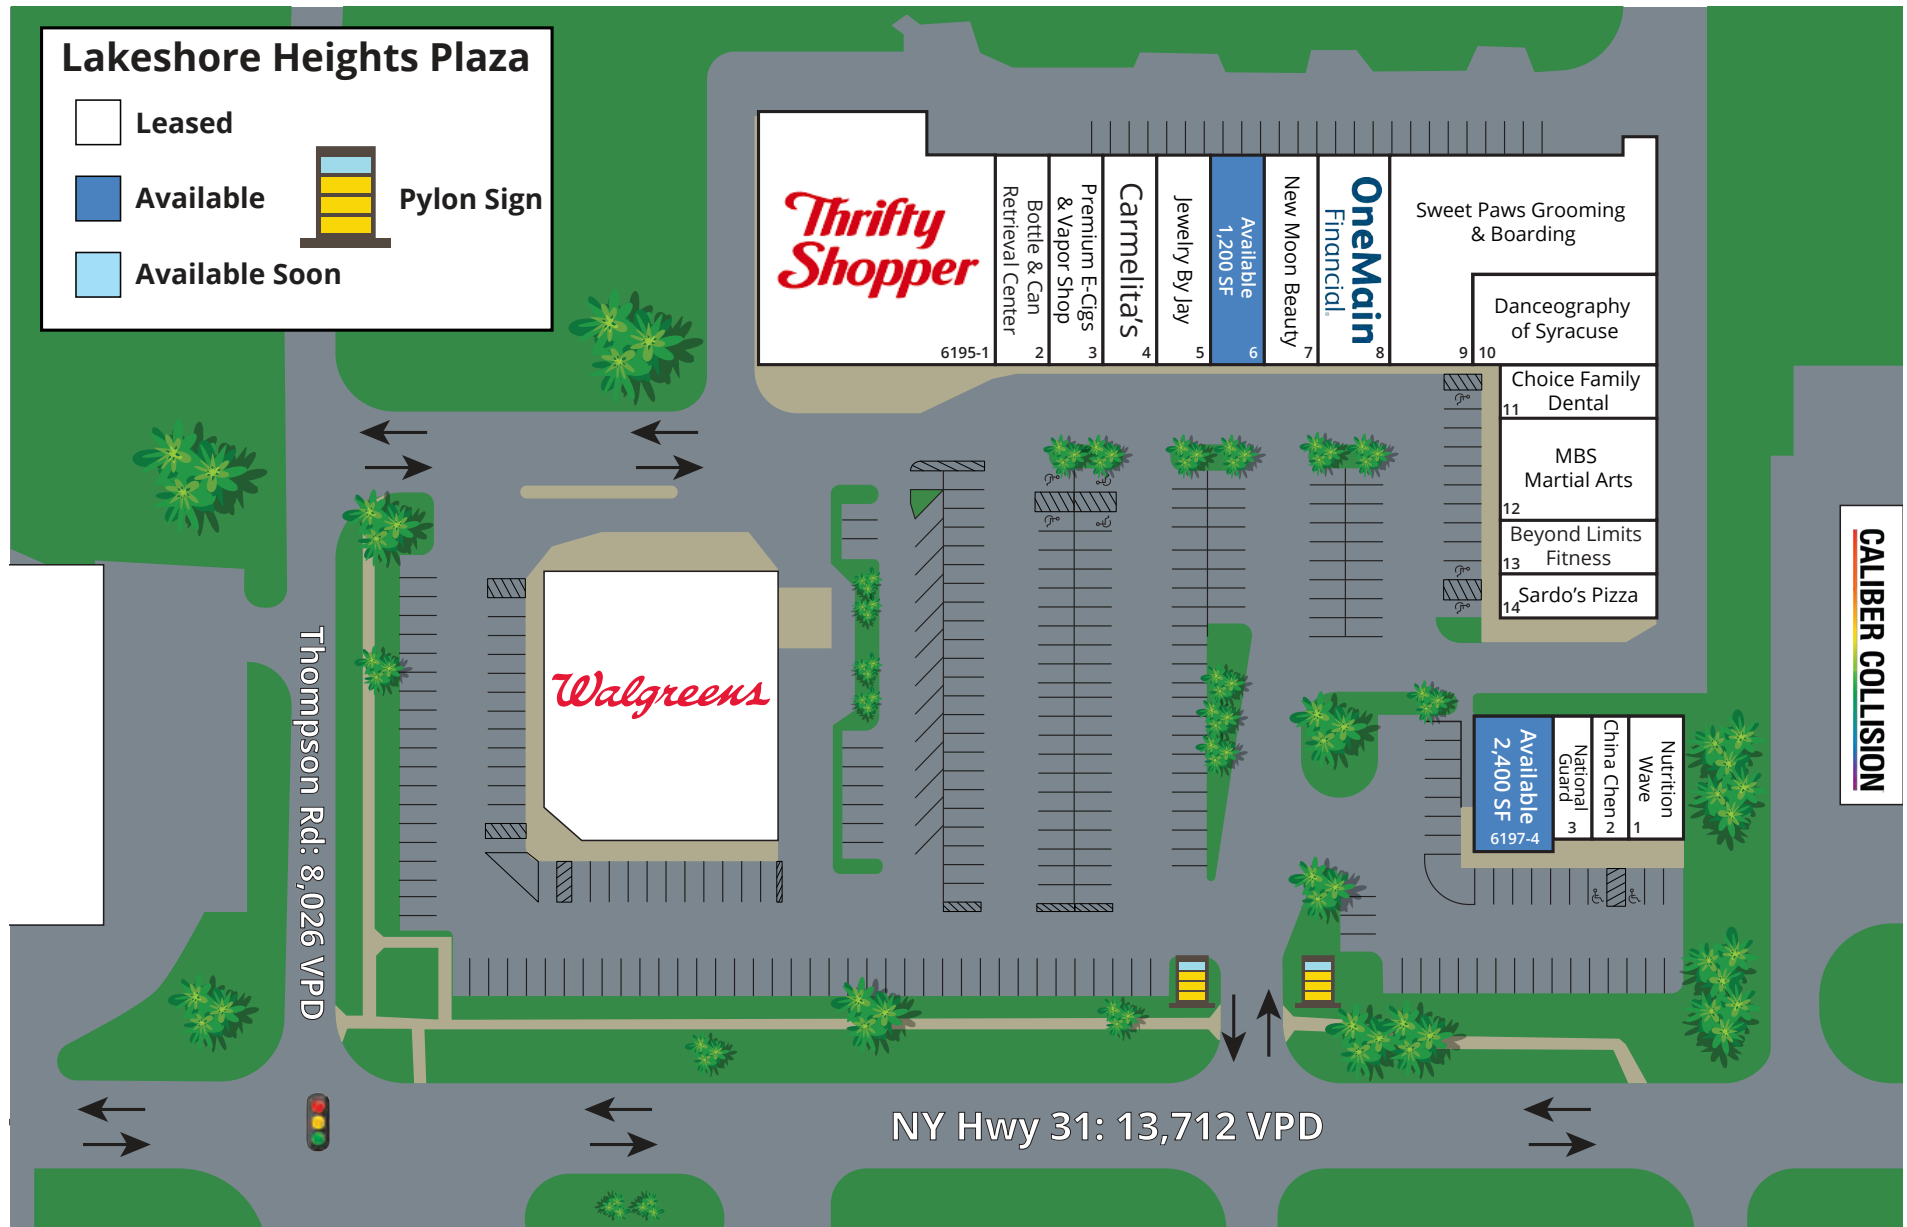 Lakeshore Heights Plaza
Leased
Available
Available Soon
Pylon Sign
Thrifty
Shopper
6195-1
Bottle & Can
Retrieval Center
2
Premium E-Cigs
& Vapor Shop
3
Carmelita's
4
Jewelry By Jay
5
Available
1,200 SF
6
New Moon Beauty
7
OneMain
Financial.
8
Sweet Paws Grooming
& Boarding
9
Danceography
of Syracuse
10
Choice Family
Dental
11
MBS
Martial Arts
12
Beyond Limits
Fitness
13
Sardo's Pizza
14
Walgreens
Available
2,400 SF
6197-4
National
Guard
3
China Chen
2
Nutrition
Wave
1
CALIBER COLLISION
Thompson Rd: 8,026 VPD
NY Hwy 31: 13,712 VPD